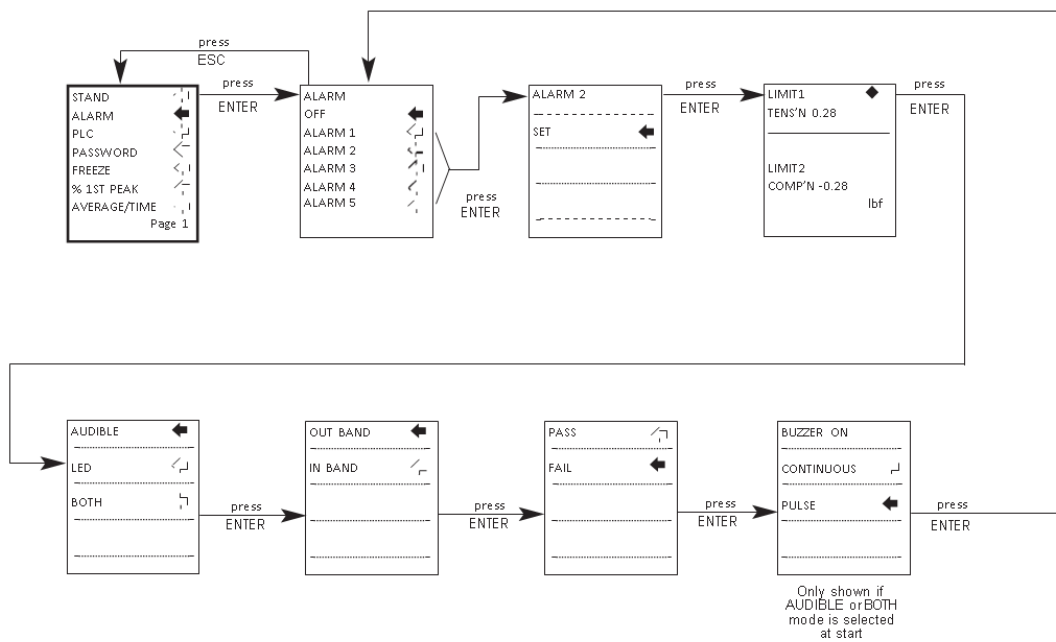 press
ESC
STAND
ALARM
PLC
PASSWORD
FREEZE
% 1ST PEAK
AVERAGE/TIME
Page 1
press
ENTER
ALARM
OFF
ALARM 1
ALARM 2
ALARM 3
ALARM 4
ALARM 5
press
ENTER
ALARM 2
SET
press
ENTER
LIMIT1
TENS'N 0.28
LIMIT2
COMP'N -0.28
lbf
press
ENTER
AUDIBLE
LED
BOTH
press
ENTER
OUT BAND
IN BAND
press
ENTER
PASS
FAIL
press
ENTER
BUZZER ON
CONTINUOUS
PULSE
press
ENTER
Only shown if
AUDIBLE or BOTH
mode is selected
at start